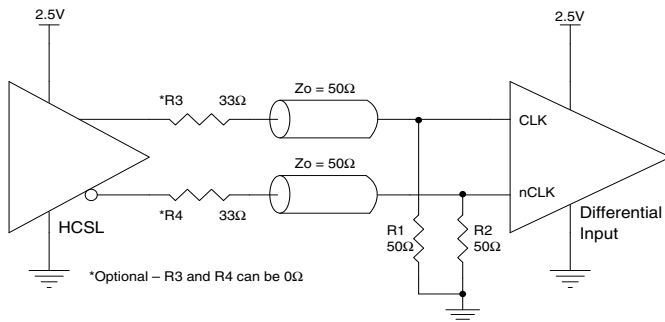 2.5V
2.5V
*R3 33Ω
Zo = 50Ω
CLK
Zo = 50Ω
*R4 33Ω
nCLK
HCSL
R1
50Ω
R2
50Ω
Differential
Input
*Optional – R3 and R4 can be 0Ω